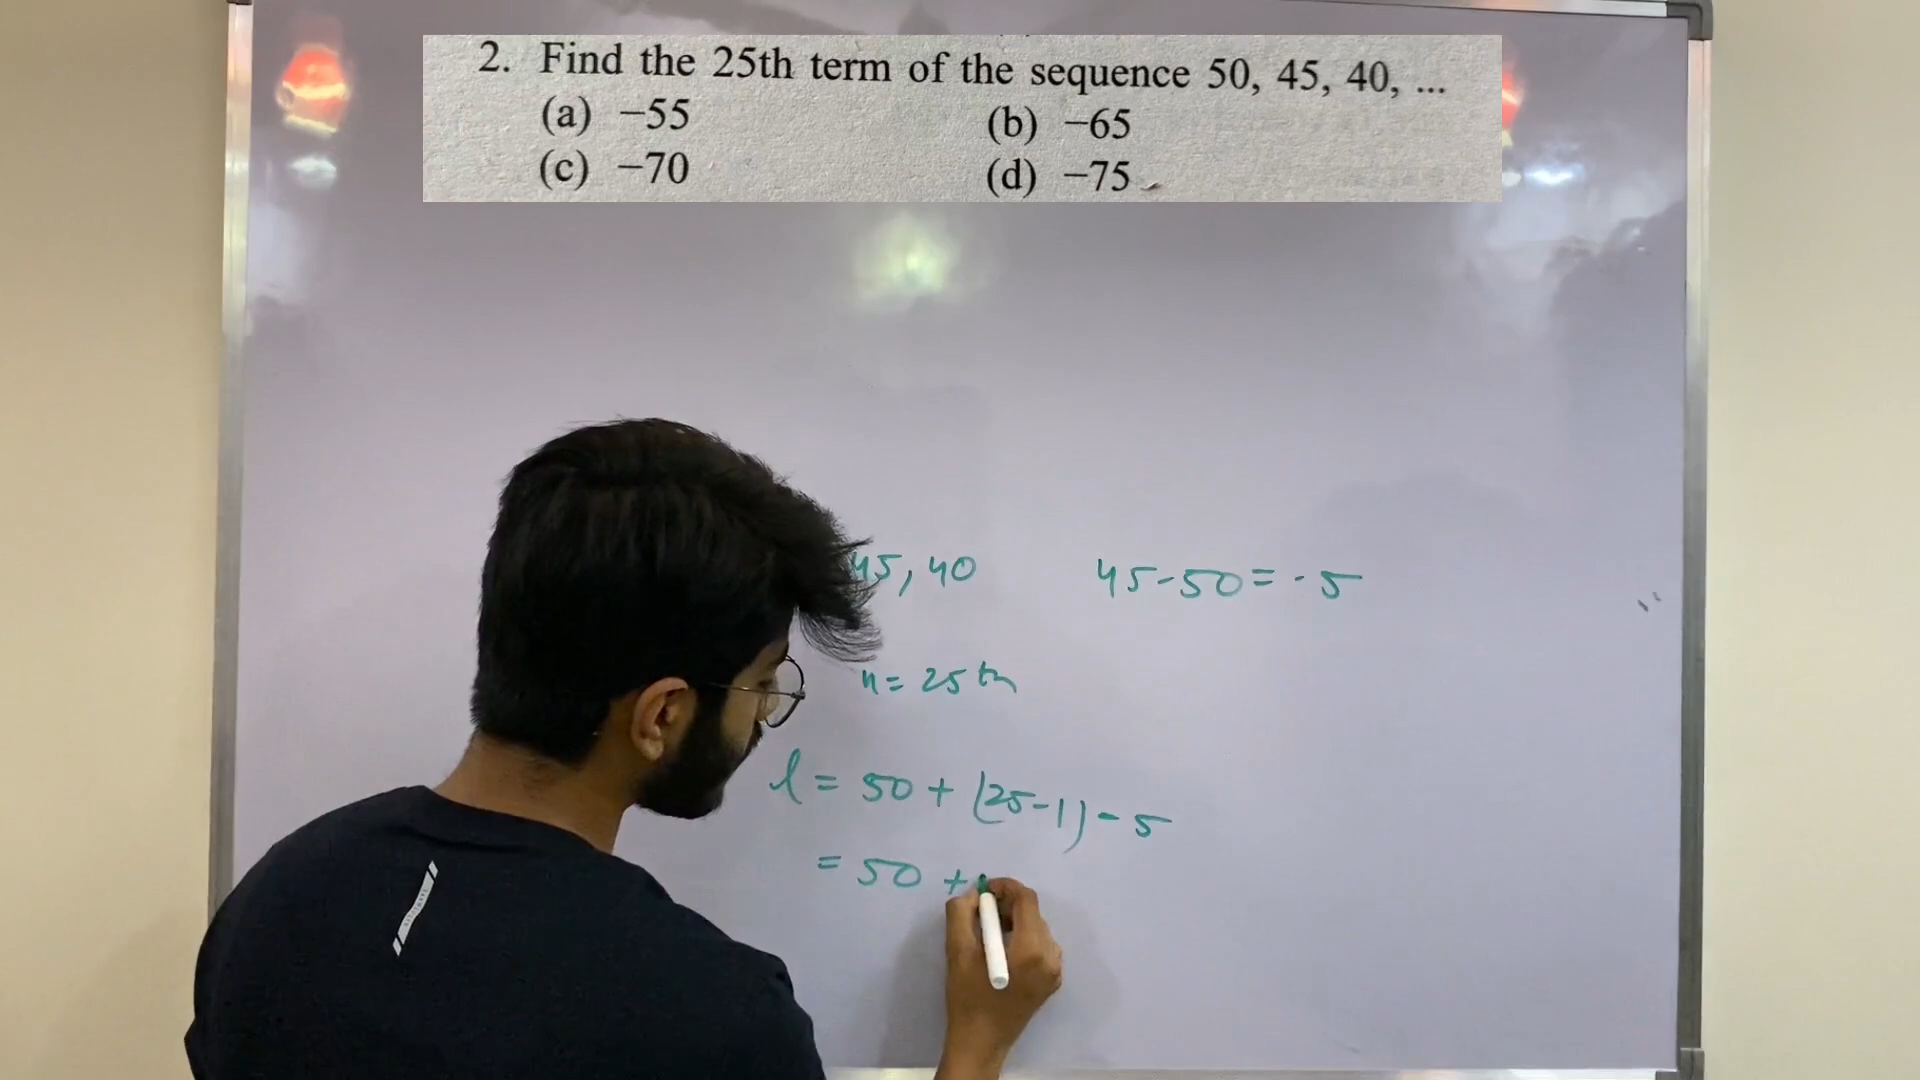 2. Find the 25th term of the sequence 50, 45, 40, ...
(a) −55 (b) −65
(c) −70 (d) −75
45, 40 45-50=-5
n= 25th
l= 50+ (25-1)-5
= 50 +